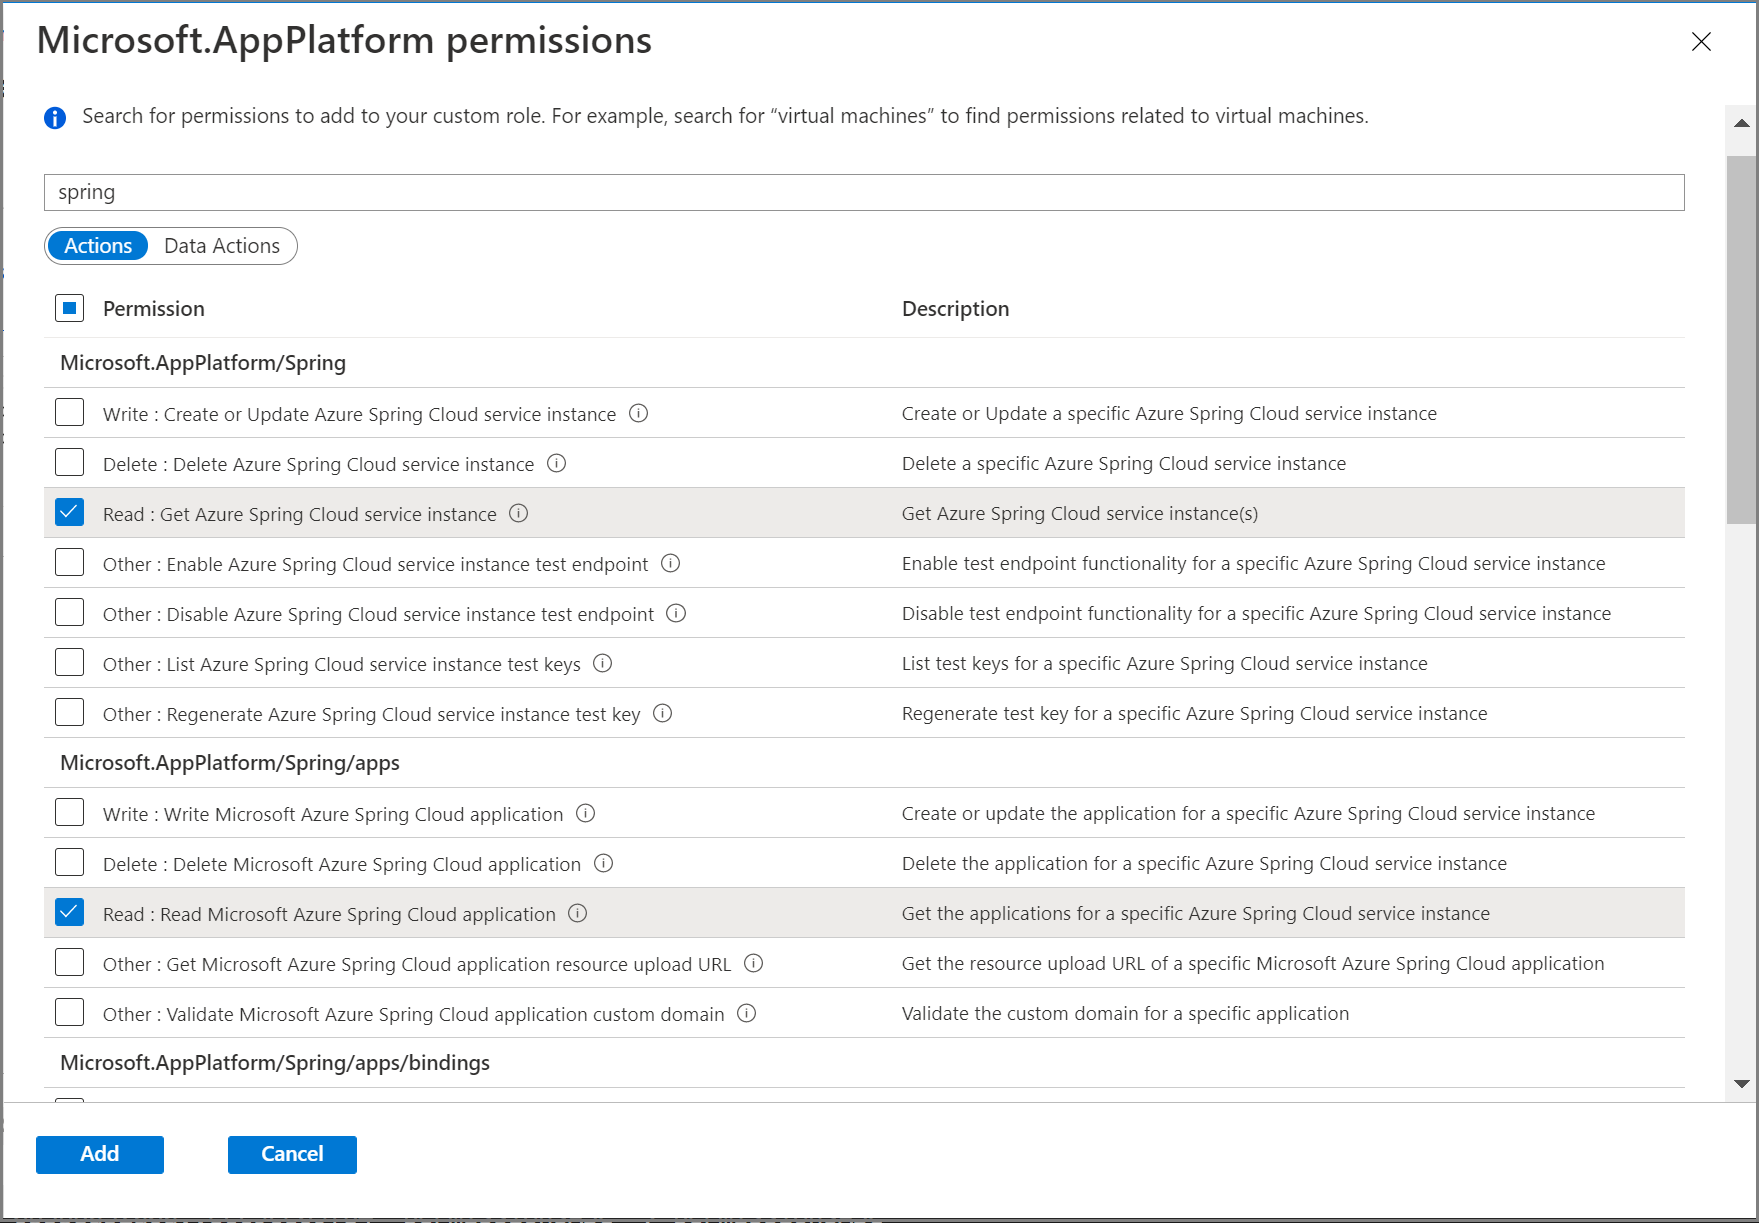 Microsoft.AppPlatform permissions
Search for permissions to add to your custom role. For example, search for “virtual machines” to find permissions related to virtual machines.
spring
Actions Data Actions
Permission Description
Microsoft.AppPlatform/Spring
Write : Create or Update Azure Spring Cloud service instance Create or Update a specific Azure Spring Cloud service instance
Delete : Delete Azure Spring Cloud service instance Delete a specific Azure Spring Cloud service instance
Read : Get Azure Spring Cloud service instance Get Azure Spring Cloud service instance(s)
Other : Enable Azure Spring Cloud service instance test endpoint Enable test endpoint functionality for a specific Azure Spring Cloud service instance
Other : Disable Azure Spring Cloud service instance test endpoint Disable test endpoint functionality for a specific Azure Spring Cloud service instance
Other : List Azure Spring Cloud service instance test keys List test keys for a specific Azure Spring Cloud service instance
Other : Regenerate Azure Spring Cloud service instance test key Regenerate test key for a specific Azure Spring Cloud service instance
Microsoft.AppPlatform/Spring/apps
Write : Write Microsoft Azure Spring Cloud application Create or update the application for a specific Azure Spring Cloud service instance
Delete : Delete Microsoft Azure Spring Cloud application Delete the application for a specific Azure Spring Cloud service instance
Read : Read Microsoft Azure Spring Cloud application Get the applications for a specific Azure Spring Cloud service instance
Other : Get Microsoft Azure Spring Cloud application resource upload URL Get the resource upload URL of a specific Microsoft Azure Spring Cloud application
Other : Validate Microsoft Azure Spring Cloud application custom domain Validate the custom domain for a specific application
Microsoft.AppPlatform/Spring/apps/bindings
Add Cancel